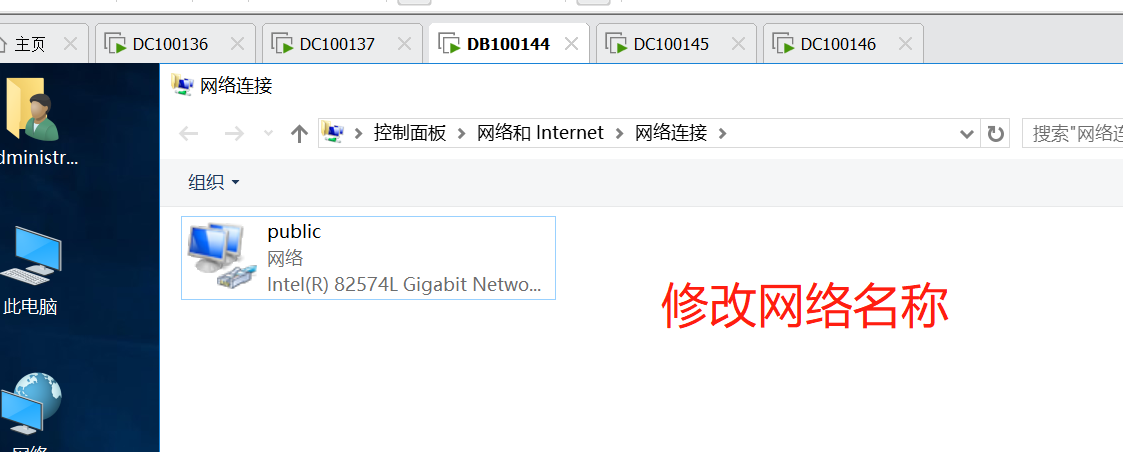 主页 DC100136 DC100137 DB100144 DC100145 DC100146
网络连接
控制面板 网络和 Internet 网络连接 搜索"网络连
组织
public
网络
Intel(R) 82574L Gigabit Netwo...
修改网络名称
dministr...
此电脑
网络